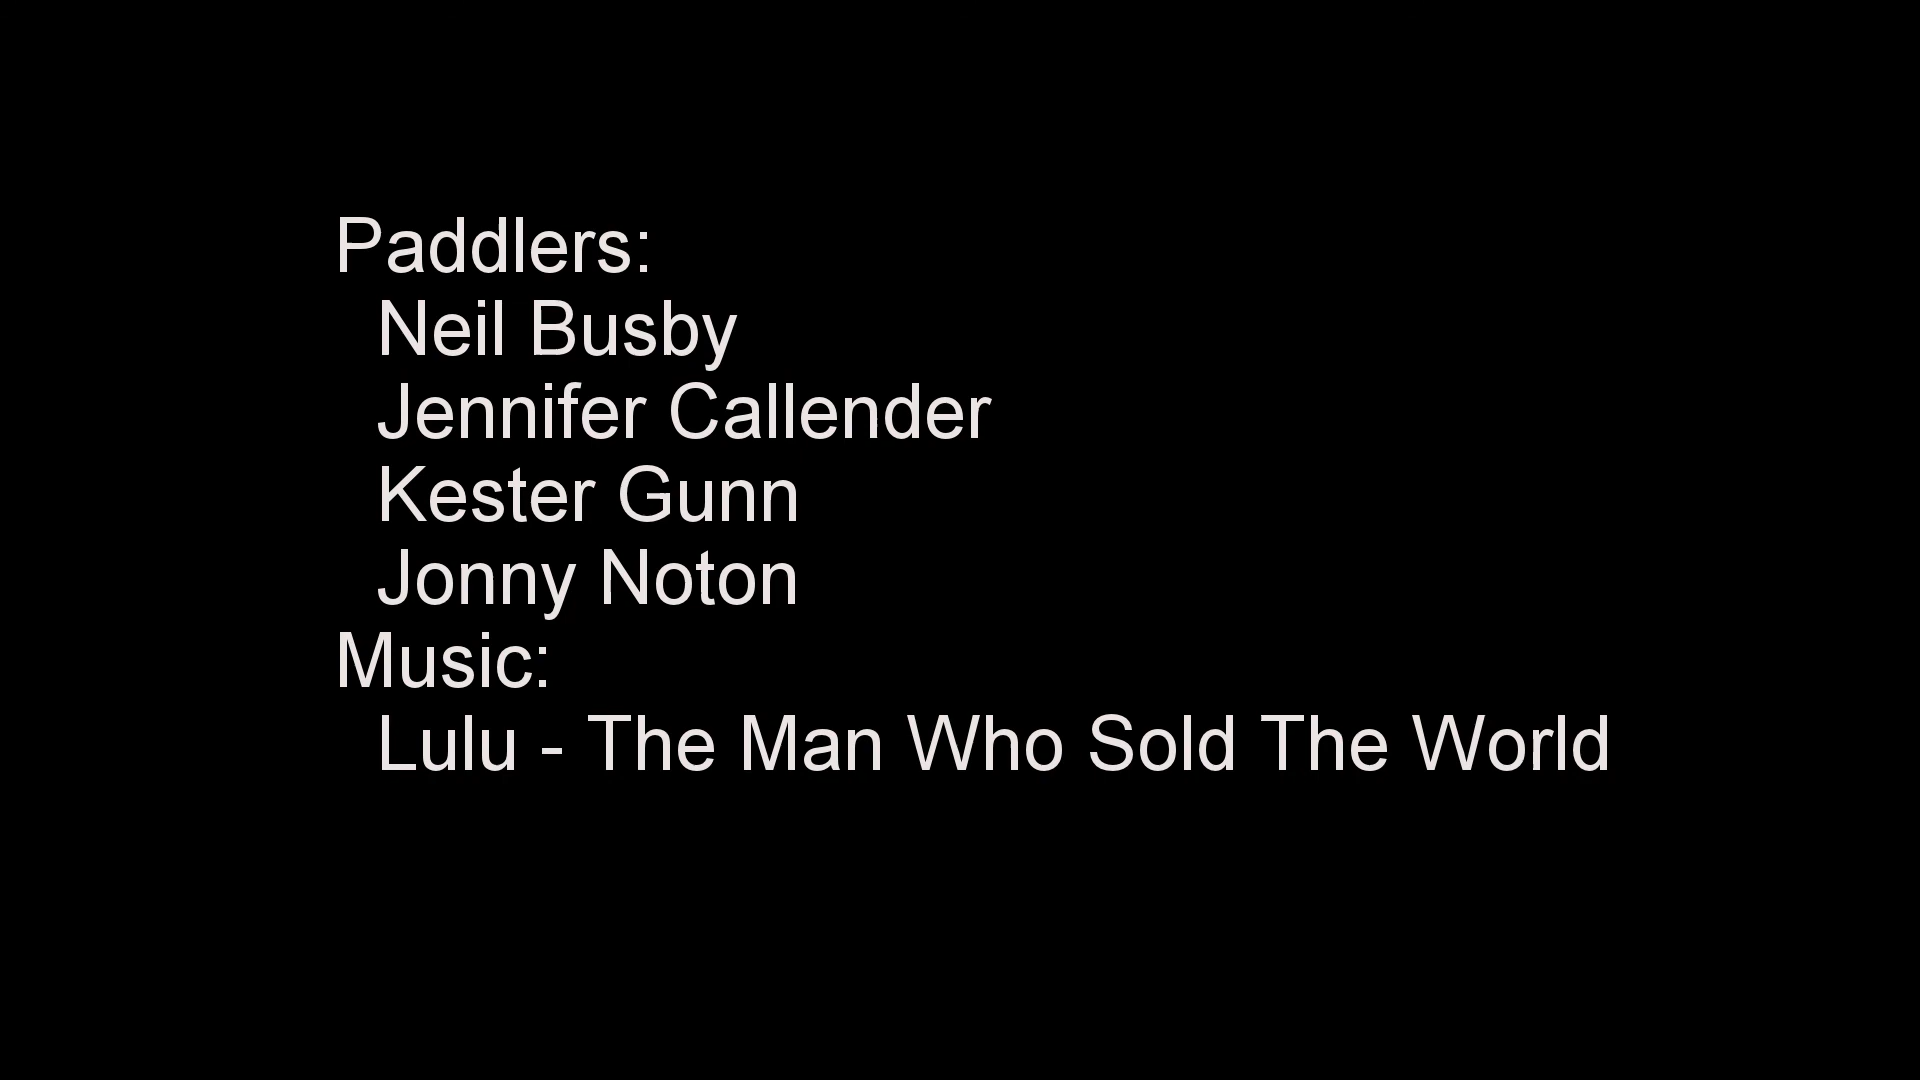 Paddlers:
Neil Busby
Jennifer Callender
Kester Gunn
Jonny Noton
Music:
Lulu - The Man Who Sold The World